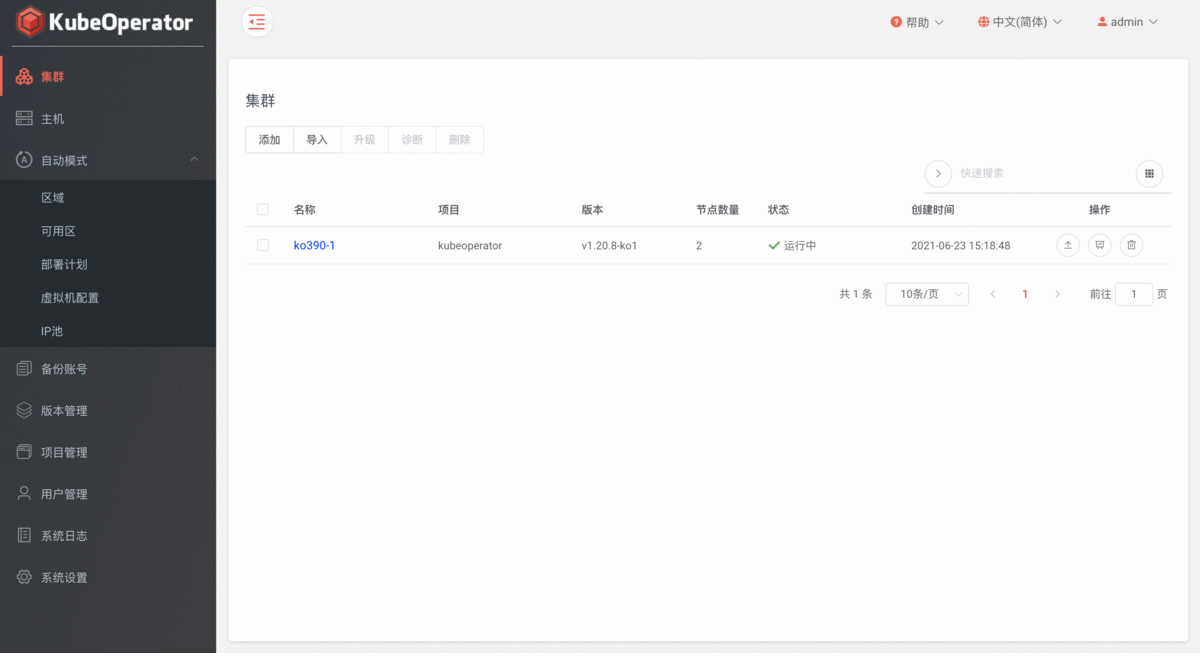 KubeOperator
帮助
中文(简体)
admin
集群
主机
自动模式
区域
可用区
部署计划
虚拟机配置
IP池
备份账号
版本管理
项目管理
用户管理
系统日志
系统设置
集群
添加 导入 升级 诊断 删除
快速搜索
名称 项目 版本 节点数量 状态 创建时间 操作
ko390-1 kubeoperator v1.20.8-ko1 2 运行中 2021-06-23 15:18:48
共 1 条 10条/页 1 前往 1 页